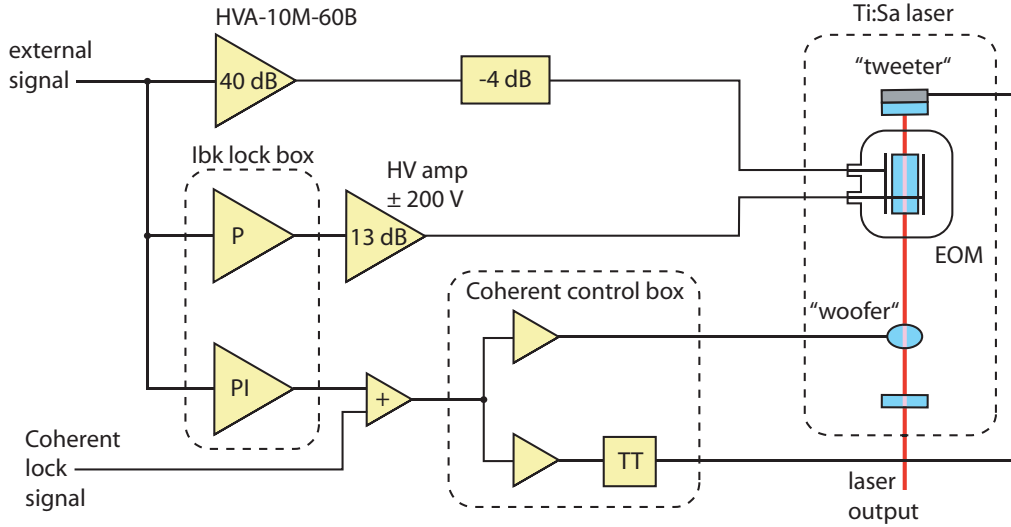 HVA-10M-60B
Ti:Sa laser
external
signal
40 dB
-4 dB
“tweeter“
Ibk lock box
HV amp
± 200 V
P
13 dB
EOM
Coherent control box
“woofer“
PI
+
Coherent
lock
signal
TT
laser
output